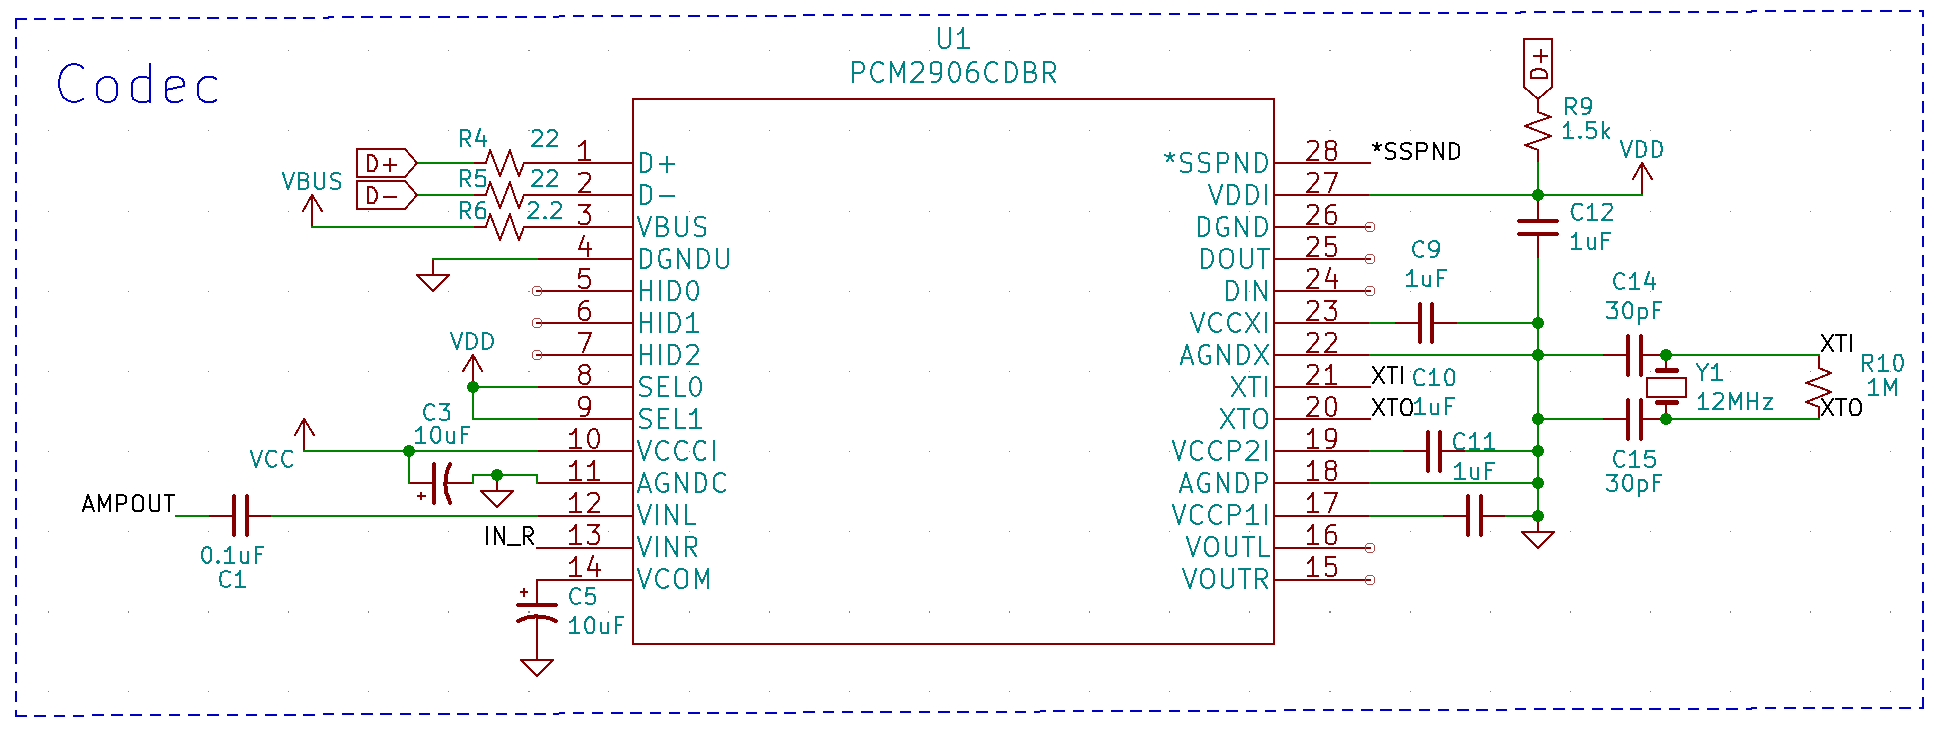 Codec
U1
PCM2906CDBR
R4 22
D+
R5 22
D-
VBUS
R6 2.2
VDD
C3
10uF
VCC
AMPOUT
0.1uF
C1
IN_R
+
+
C5
10uF
1 D+
2 D-
3 VBUS
4 DGNDU
5 HID0
6 HID1
7 HID2
8 SEL0
9 SEL1
10 VCCCI
11 AGNDC
12 VINL
13 VINR
14 VCOM
*SSPND 28 *SSPND
VDDI 27
DGND 26
DOUT 25
DIN 24
VCCXI 23
AGNDX 22
XTI 21 XTI
XTO 20 XTO
VCCP2I 19
AGNDP 18
VCCP1I 17
VOUTL 16
VOUTR 15
D+
R9
1.5k
VDD
C12
1uF
C9
1uF
C10
1uF
C11
1uF
C14
30pF
Y1
12MHz
C15
30pF
XTI
R10
1M
XTO